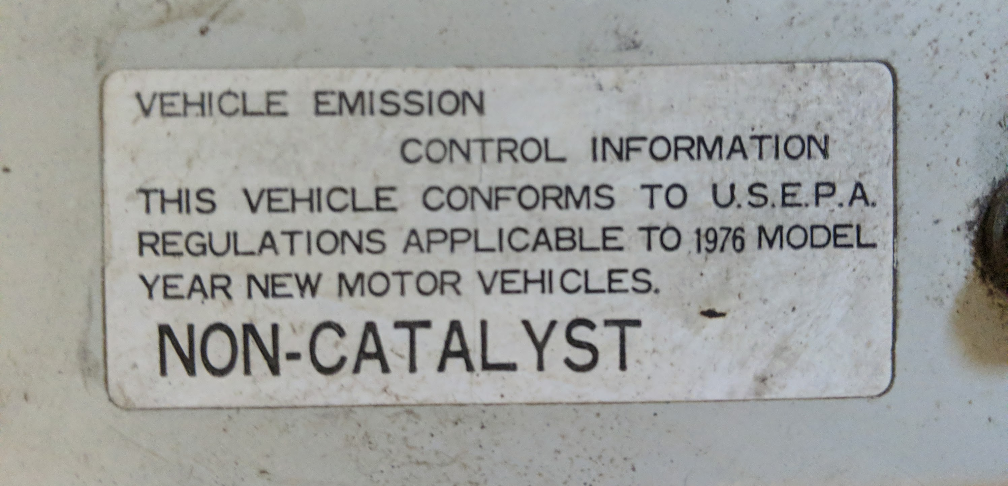 VEHICLE EMISSION
CONTROL INFORMATION
THIS VEHICLE CONFORMS TO U.S.E.P.A.
REGULATIONS APPLICABLE TO 1976 MODEL
YEAR NEW MOTOR VEHICLES.
NON-CATALYST